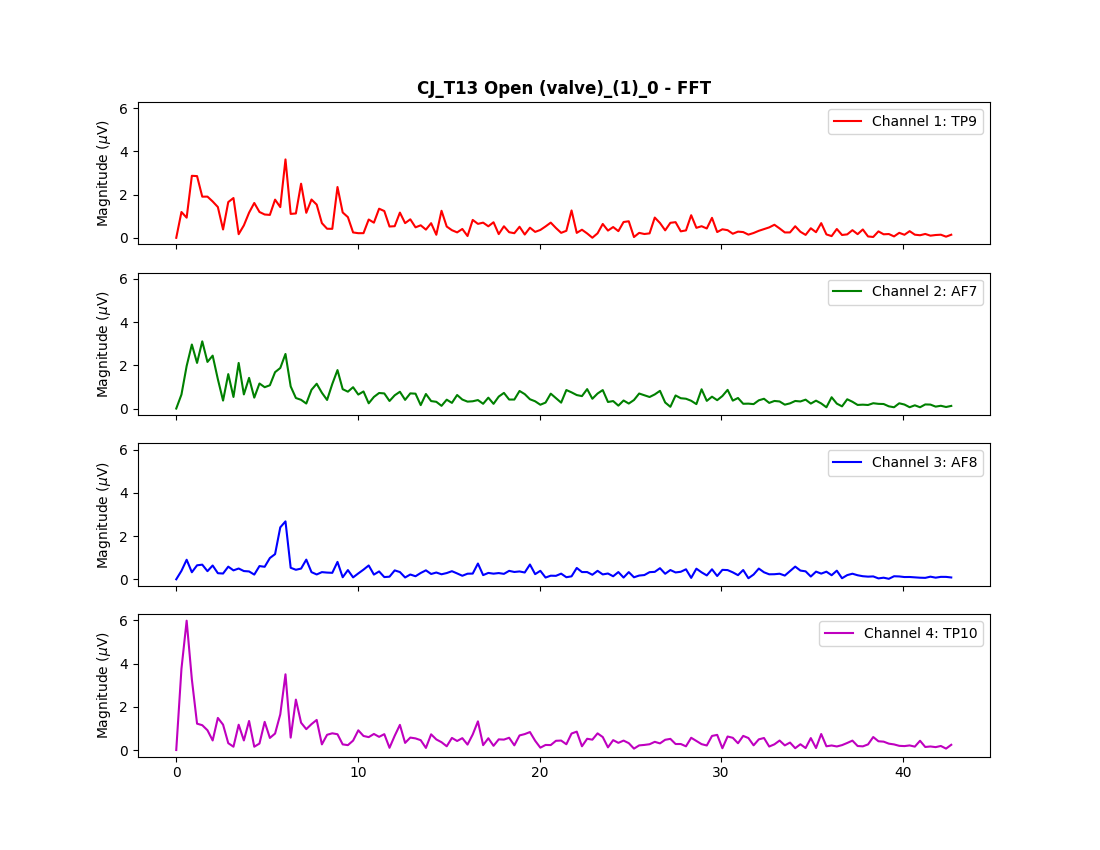 CJ_T13 Open (valve)_(1)_0 - FFT
6
4
2
0
Magnitude (μV)
Channel 1: TP9
6
4
2
0
Magnitude (μV)
Channel 2: AF7
6
4
2
0
Magnitude (μV)
Channel 3: AF8
6
4
2
0
Magnitude (μV)
Channel 4: TP10
0 10 20 30 40